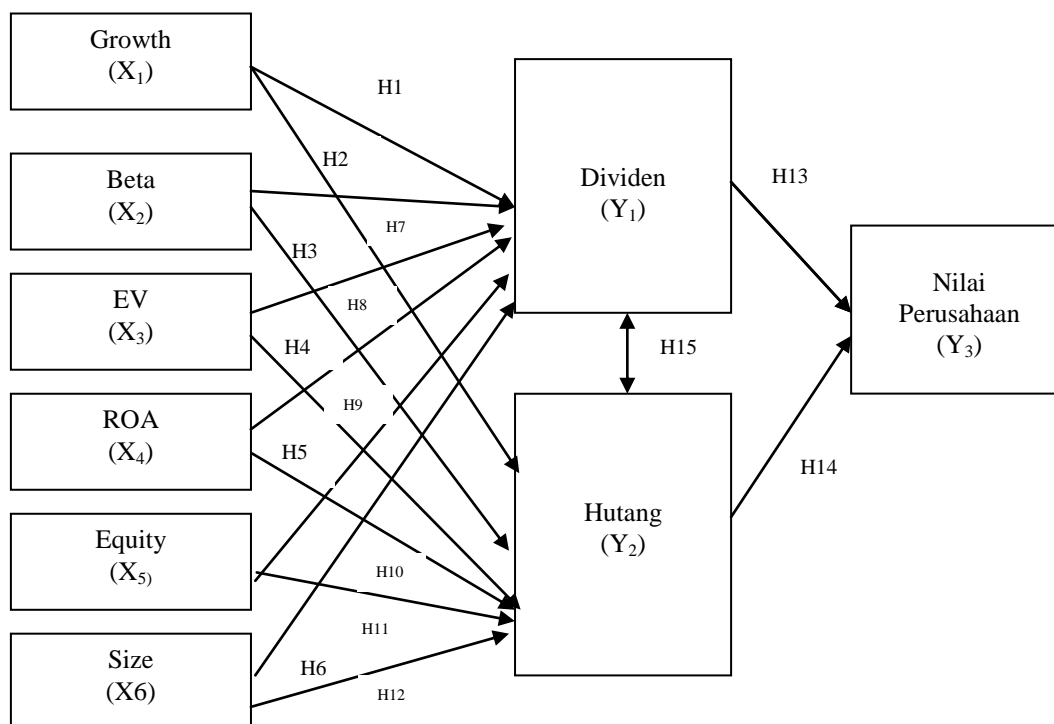 Growth
(X₁)
Beta
(X₂)
EV
(X₃)
ROA
(X₄)
Equity
(X₅₎
Size
(X6)
H1
H2
H7
H3
H8
H4
H9
H5
H10
H11
H6
H12
Dividen
(Y₁)
H15
Hutang
(Y₂)
H13
H14
Nilai
Perusahaan
(Y₃)